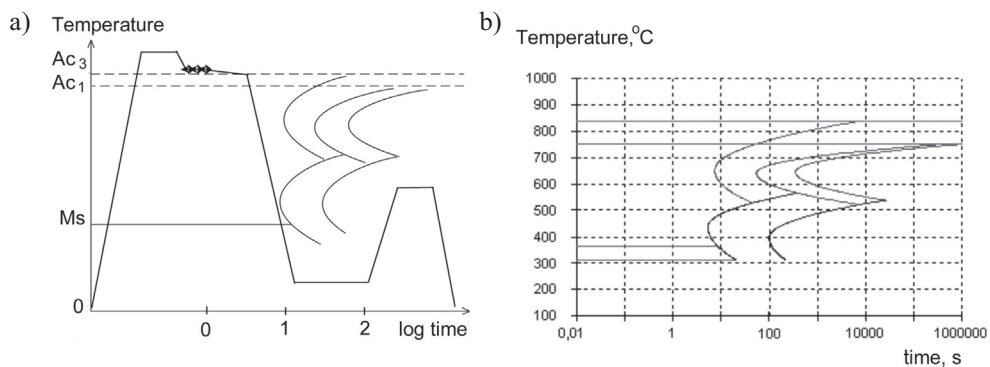 a)
Temperature
Ac3
Ac1
Ms
0
0 1 2 log time
b)
Temperature,°C
1000
900
800
700
600
500
400
300
200
100
0,01 1 100 10000 1000000
time, s